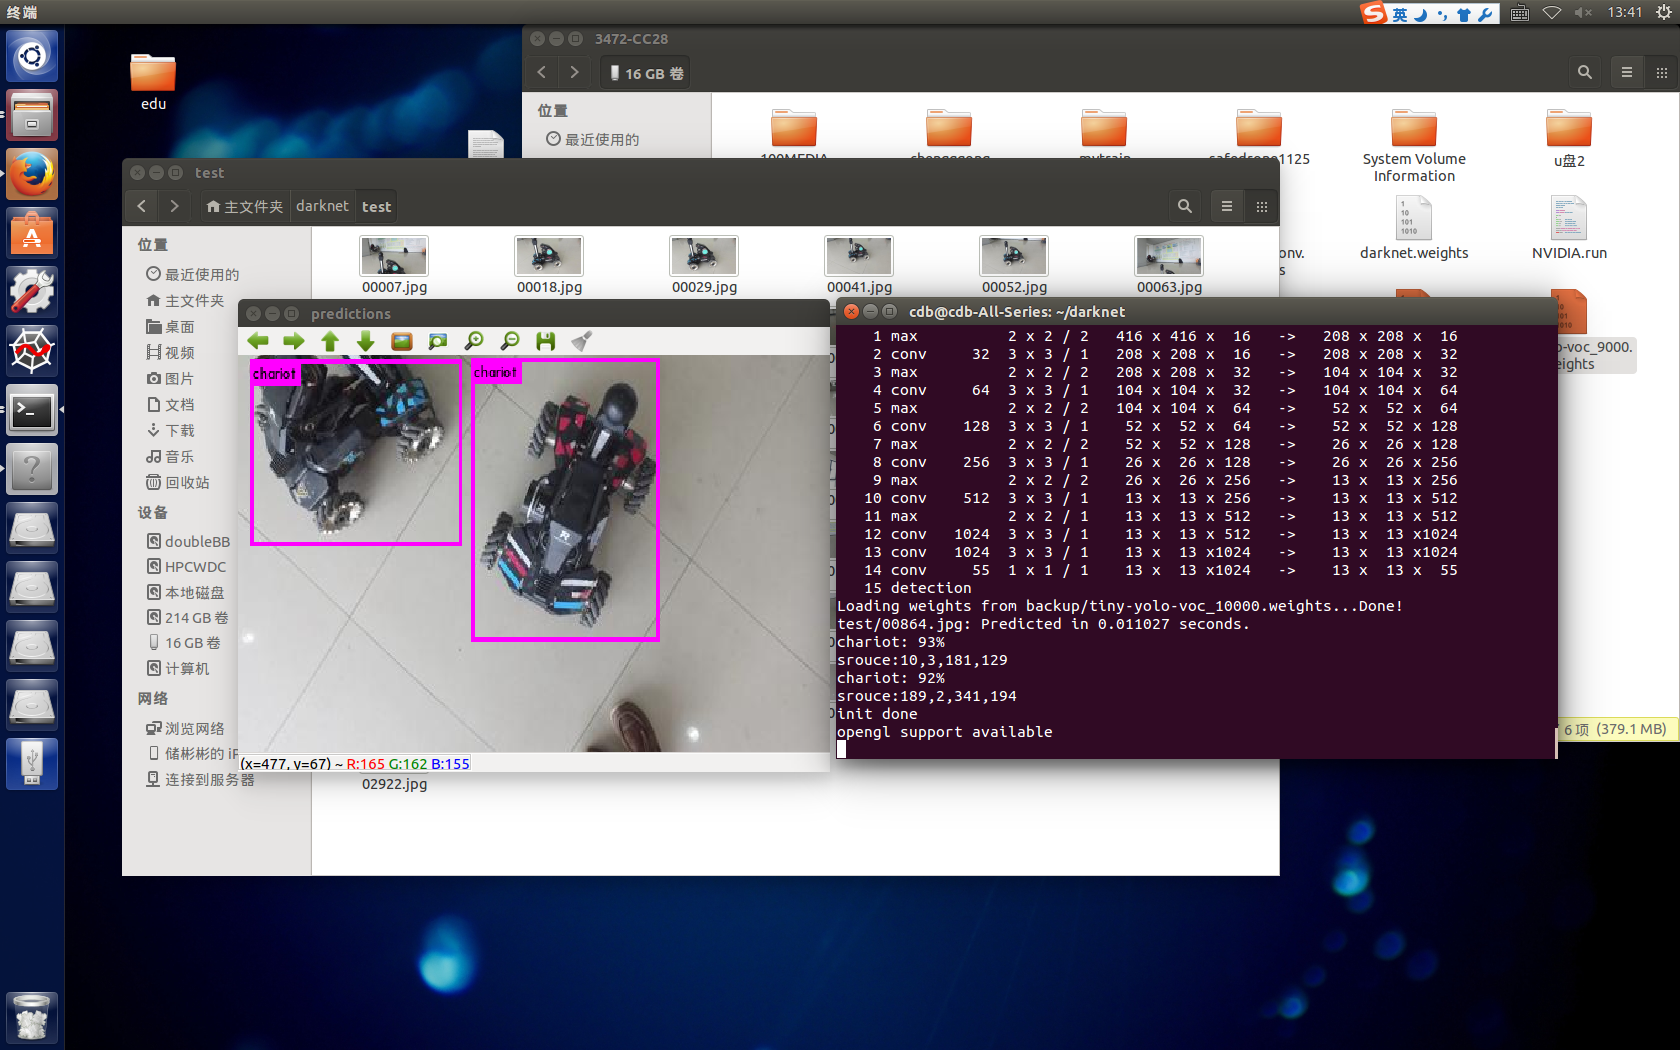 终端
英
13:41
edu
3472-CC28
16 GB 卷
位置
最近使用的
System Volume
Information
u盘2
darknet.weights
NVIDIA.run
6 项 (379.1 MB)
test
主文件夹 darknet test
位置
最近使用的
主文件夹
桌面
视频
图片
文档
下载
音乐
回收站
设备
doubleBB
HPCWDC
本地磁盘
214 GB 卷
16 GB 卷
计算机
网络
浏览网络
储彬彬的 iP
连接到服务器
00007.jpg 00018.jpg 00029.jpg 00041.jpg 00052.jpg 00063.jpg
02922.jpg
predictions
chariot
chariot
(x=477, y=67) ~ R:165 G:162 B:155
cdb@cdb-All-Series: ~/darknet
1 max 2 x 2 / 2 416 x 416 x 16 -> 208 x 208 x 16
2 conv 32 3 x 3 / 1 208 x 208 x 16 -> 208 x 208 x 32
3 max 2 x 2 / 2 208 x 208 x 32 -> 104 x 104 x 32
4 conv 64 3 x 3 / 1 104 x 104 x 32 -> 104 x 104 x 64
5 max 2 x 2 / 2 104 x 104 x 64 -> 52 x 52 x 64
6 conv 128 3 x 3 / 1 52 x 52 x 64 -> 52 x 52 x 128
7 max 2 x 2 / 2 52 x 52 x 128 -> 26 x 26 x 128
8 conv 256 3 x 3 / 1 26 x 26 x 128 -> 26 x 26 x 256
9 max 2 x 2 / 2 26 x 26 x 256 -> 13 x 13 x 256
10 conv 512 3 x 3 / 1 13 x 13 x 256 -> 13 x 13 x 512
11 max 2 x 2 / 1 13 x 13 x 512 -> 13 x 13 x 512
12 conv 1024 3 x 3 / 1 13 x 13 x 512 -> 13 x 13 x1024
13 conv 1024 3 x 3 / 1 13 x 13 x1024 -> 13 x 13 x1024
14 conv 55 1 x 1 / 1 13 x 13 x1024 -> 13 x 13 x 55
15 detection
Loading weights from backup/tiny-yolo-voc_10000.weights...Done!
test/00864.jpg: Predicted in 0.011027 seconds.
chariot: 93%
srouce:10,3,181,129
chariot: 92%
srouce:189,2,341,194
init done
opengl support available